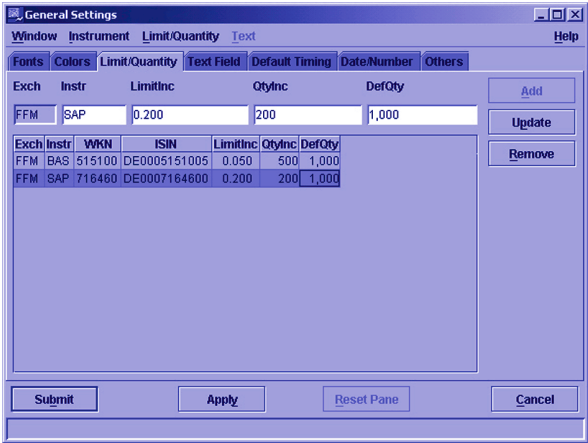 General Settings
Window Instrument Limit/Quantity Text Help
Fonts Colors Limit/Quantity Text Field Default Timing Date/Number Others
Exch Instr LimitInc QtyInc DefQty
FFM SAP 0.200 200 1,000
Add
Update
Remove
Exch Instr WKN ISIN LimitInc QtyInc DefQty
FFM BAS 515100 DE0005151005 0.050 500 1,000
FFM SAP 716460 DE0007164600 0.200 200 1,000
Submit Apply Reset Pane Cancel